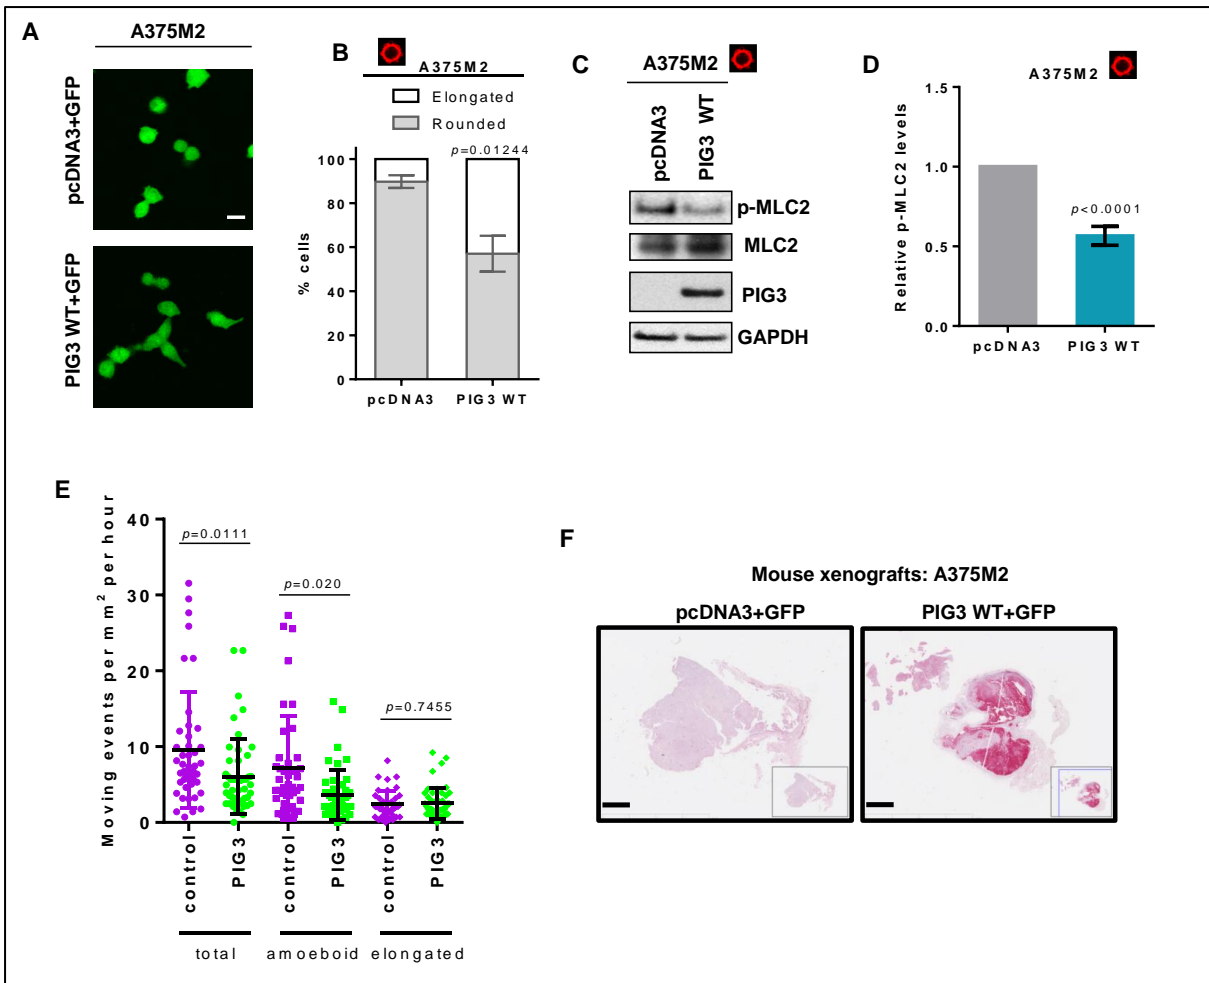 A
A375M2
pcDNA3+GFP
PIG3 WT+GFP
B
A375M2
Elongated
Rounded
p=0.01244
% cells
100
80
60
40
20
0
pcDNA3
PIG3 WT
C
A375M2
pcDNA3
PIG3 WT
p-MLC2
MLC2
PIG3
GAPDH
D
A375M2
Relative p-MLC2 levels
1.5
1.0
0.5
0.0
p<0.0001
pcDNA3
PIG3 WT
E
Moving events per mm² per hour
40
30
20
10
0
p=0.0111
p=0.020
p=0.7455
control
PIG3
control
PIG3
control
PIG3
total
amoeboid
elongated
F
Mouse xenografts: A375M2
pcDNA3+GFP
PIG3 WT+GFP